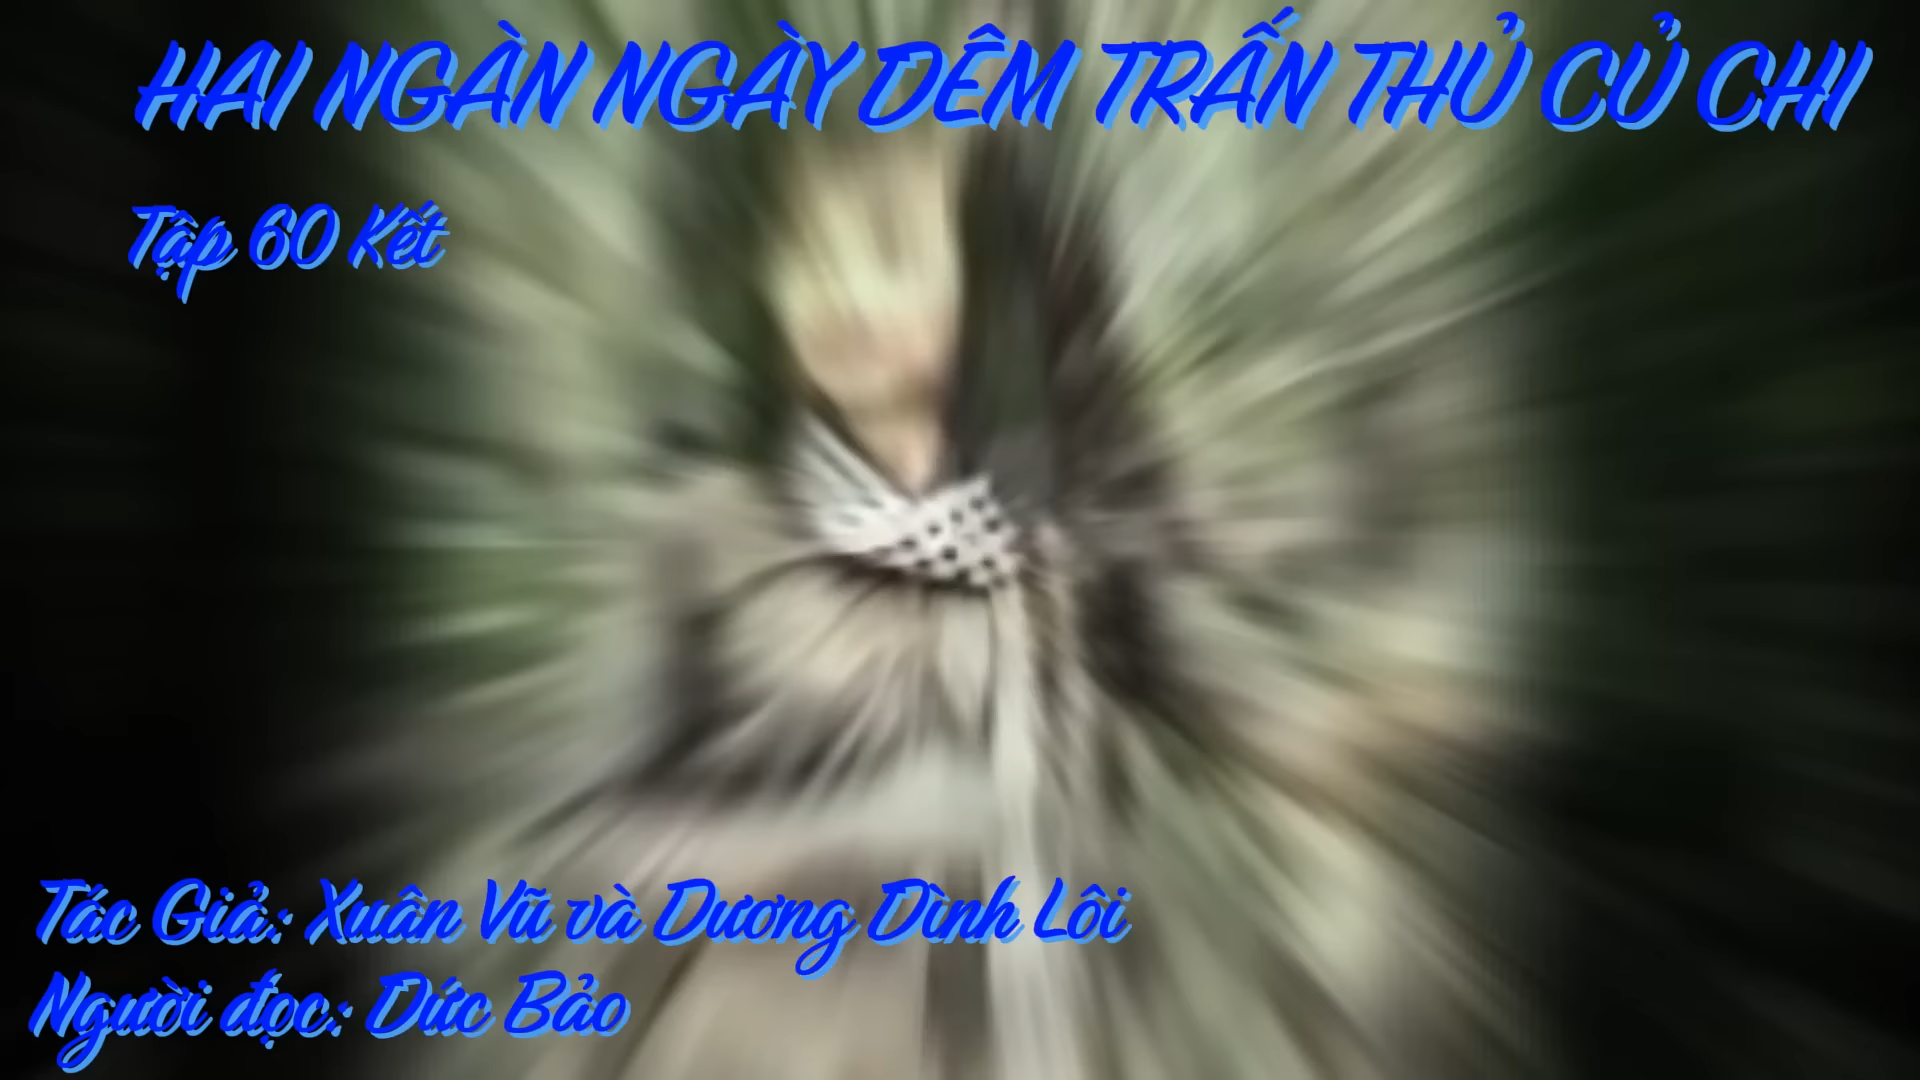 HAI NGÀN NGÀY ĐÊM TRẤN THỦ CỦ CHI
Tập 60 Kết
Tác Giả: Xuân Vũ và Dương Đình Lôi
Người đọc: Đức Bảo